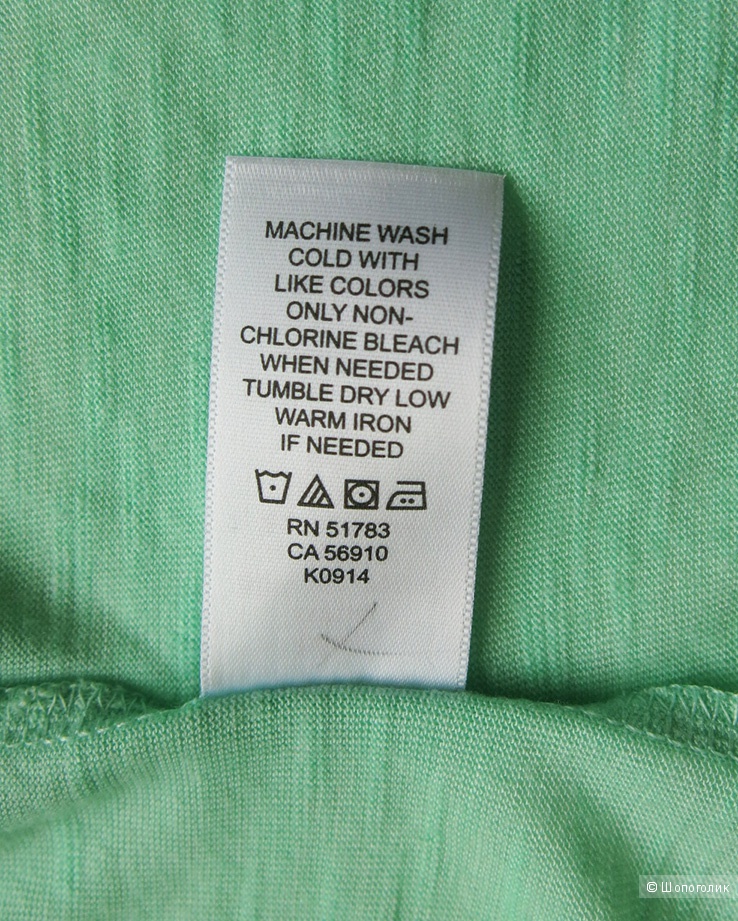 MACHINE WASH
COLD WITH
LIKE COLORS
ONLY NON-
CHLORINE BLEACH
WHEN NEEDED
TUMBLE DRY LOW
WARM IRON
IF NEEDED
RN 51783
CA 56910
K0914
© Шопоголик